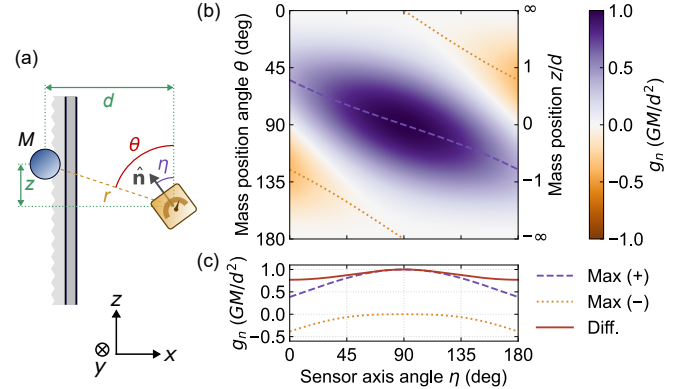 (a)
d
M
θ
η
n̂
z
r
z
y
x
(b)
Mass position angle θ (deg)
0
45
90
135
180
∞
1
0
−1
−∞
Mass position z/d
1.0
0.5
0.0
−0.5
−1.0
gn (GM/d²)
(c)
gn (GM/d²)
1.0
0.5
0.0
−0.5
0
45
90
135
180
Sensor axis angle η (deg)
Max (+)
Max (−)
Diff.